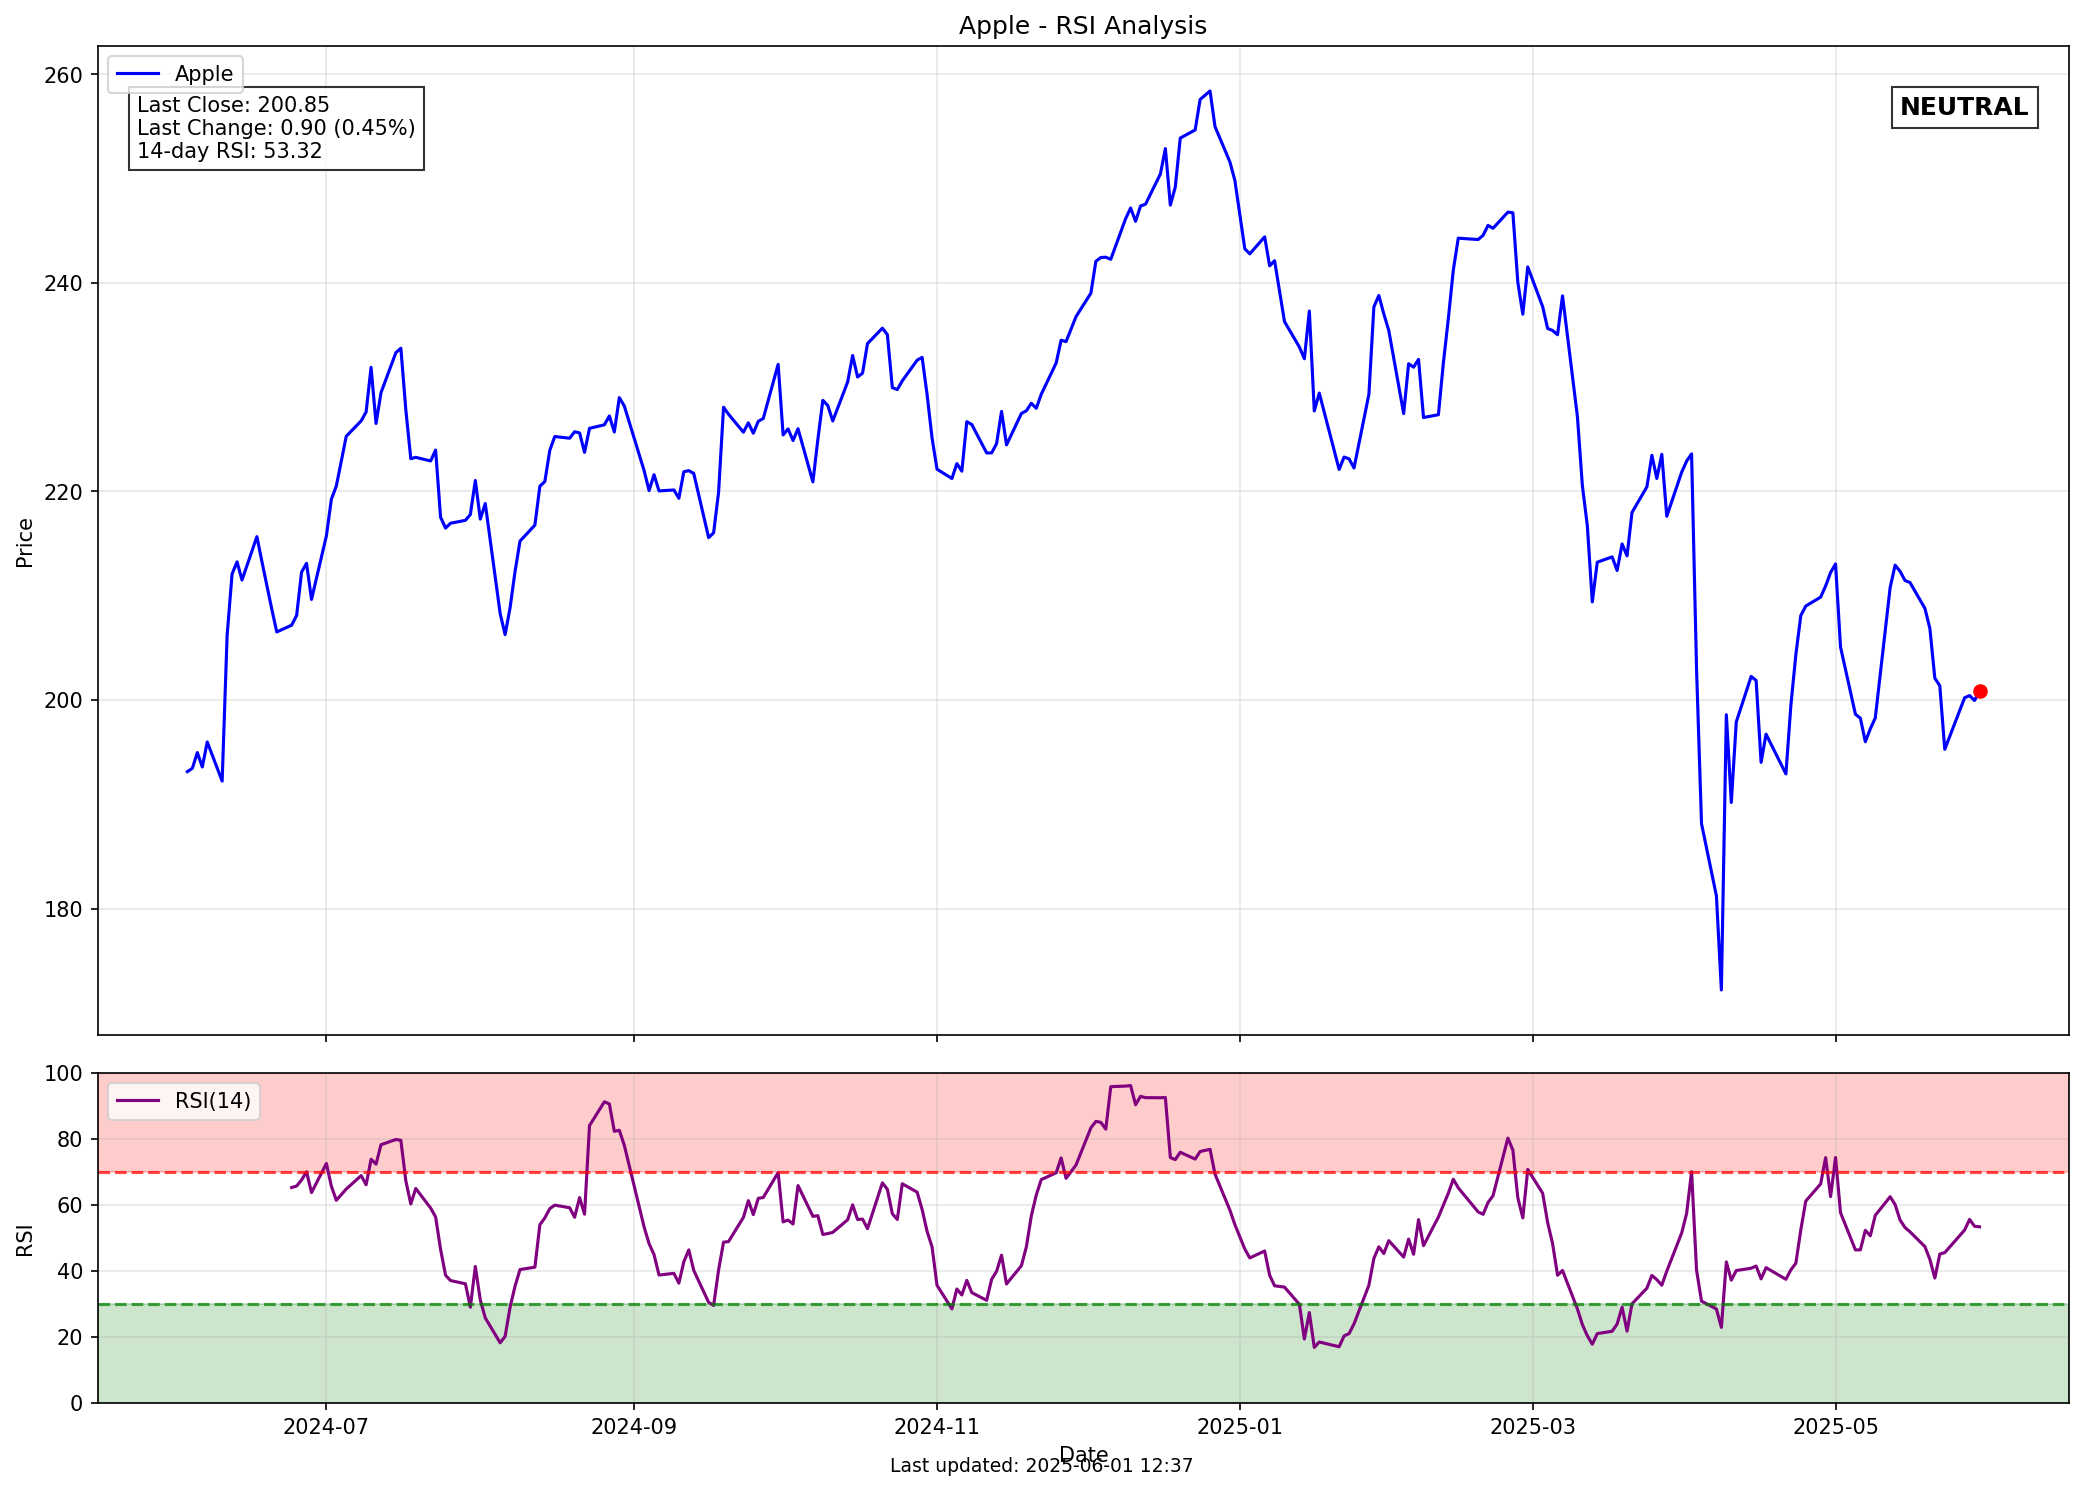 Apple - RSI Analysis
Apple
Last Close: 200.85
Last Change: 0.90 (0.45%)
14-day RSI: 53.32
NEUTRAL
260
240
220
200
180
Price
RSI(14)
100
80
60
40
20
0
RSI
2024-07
2024-09
2024-11
2025-01
2025-03
2025-05
Date
Last updated: 2025-06-01 12:37